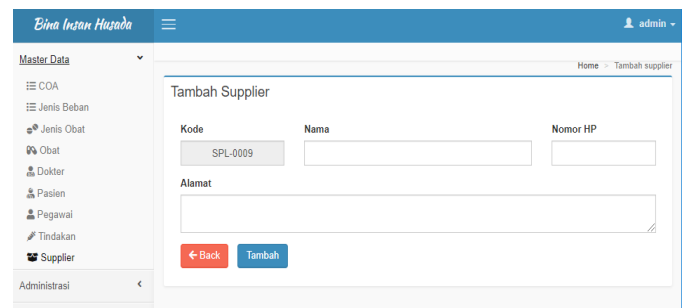 Bina Insan Husada
admin
Master Data
Home > Tambah supplier
COA
Jenis Beban
Jenis Obat
Obat
Dokter
Pasien
Pegawai
Tindakan
Supplier
Administrasi
Tambah Supplier
Kode Nama Nomor HP
SPL-0009
Alamat
Back Tambah